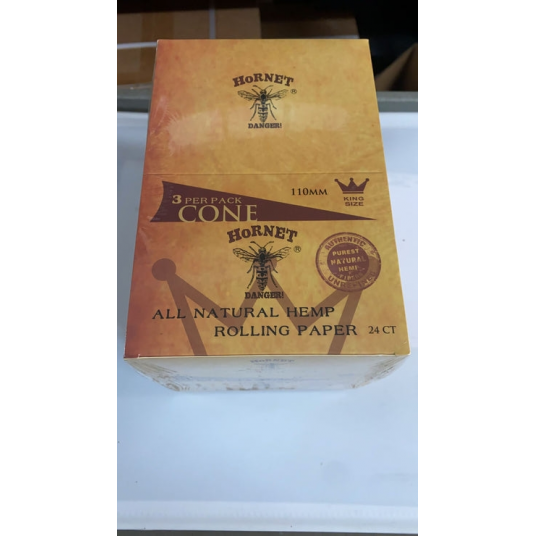 HoRNET
®
DANGER!
110MM
KING
SIZE
3 PER PACK
CONE
HoRNET
®
DANGER!
AUTHENTIC
PUREST
NATURAL
HEMP
ALL NATURAL HEMP
ROLLING PAPER 24 CT